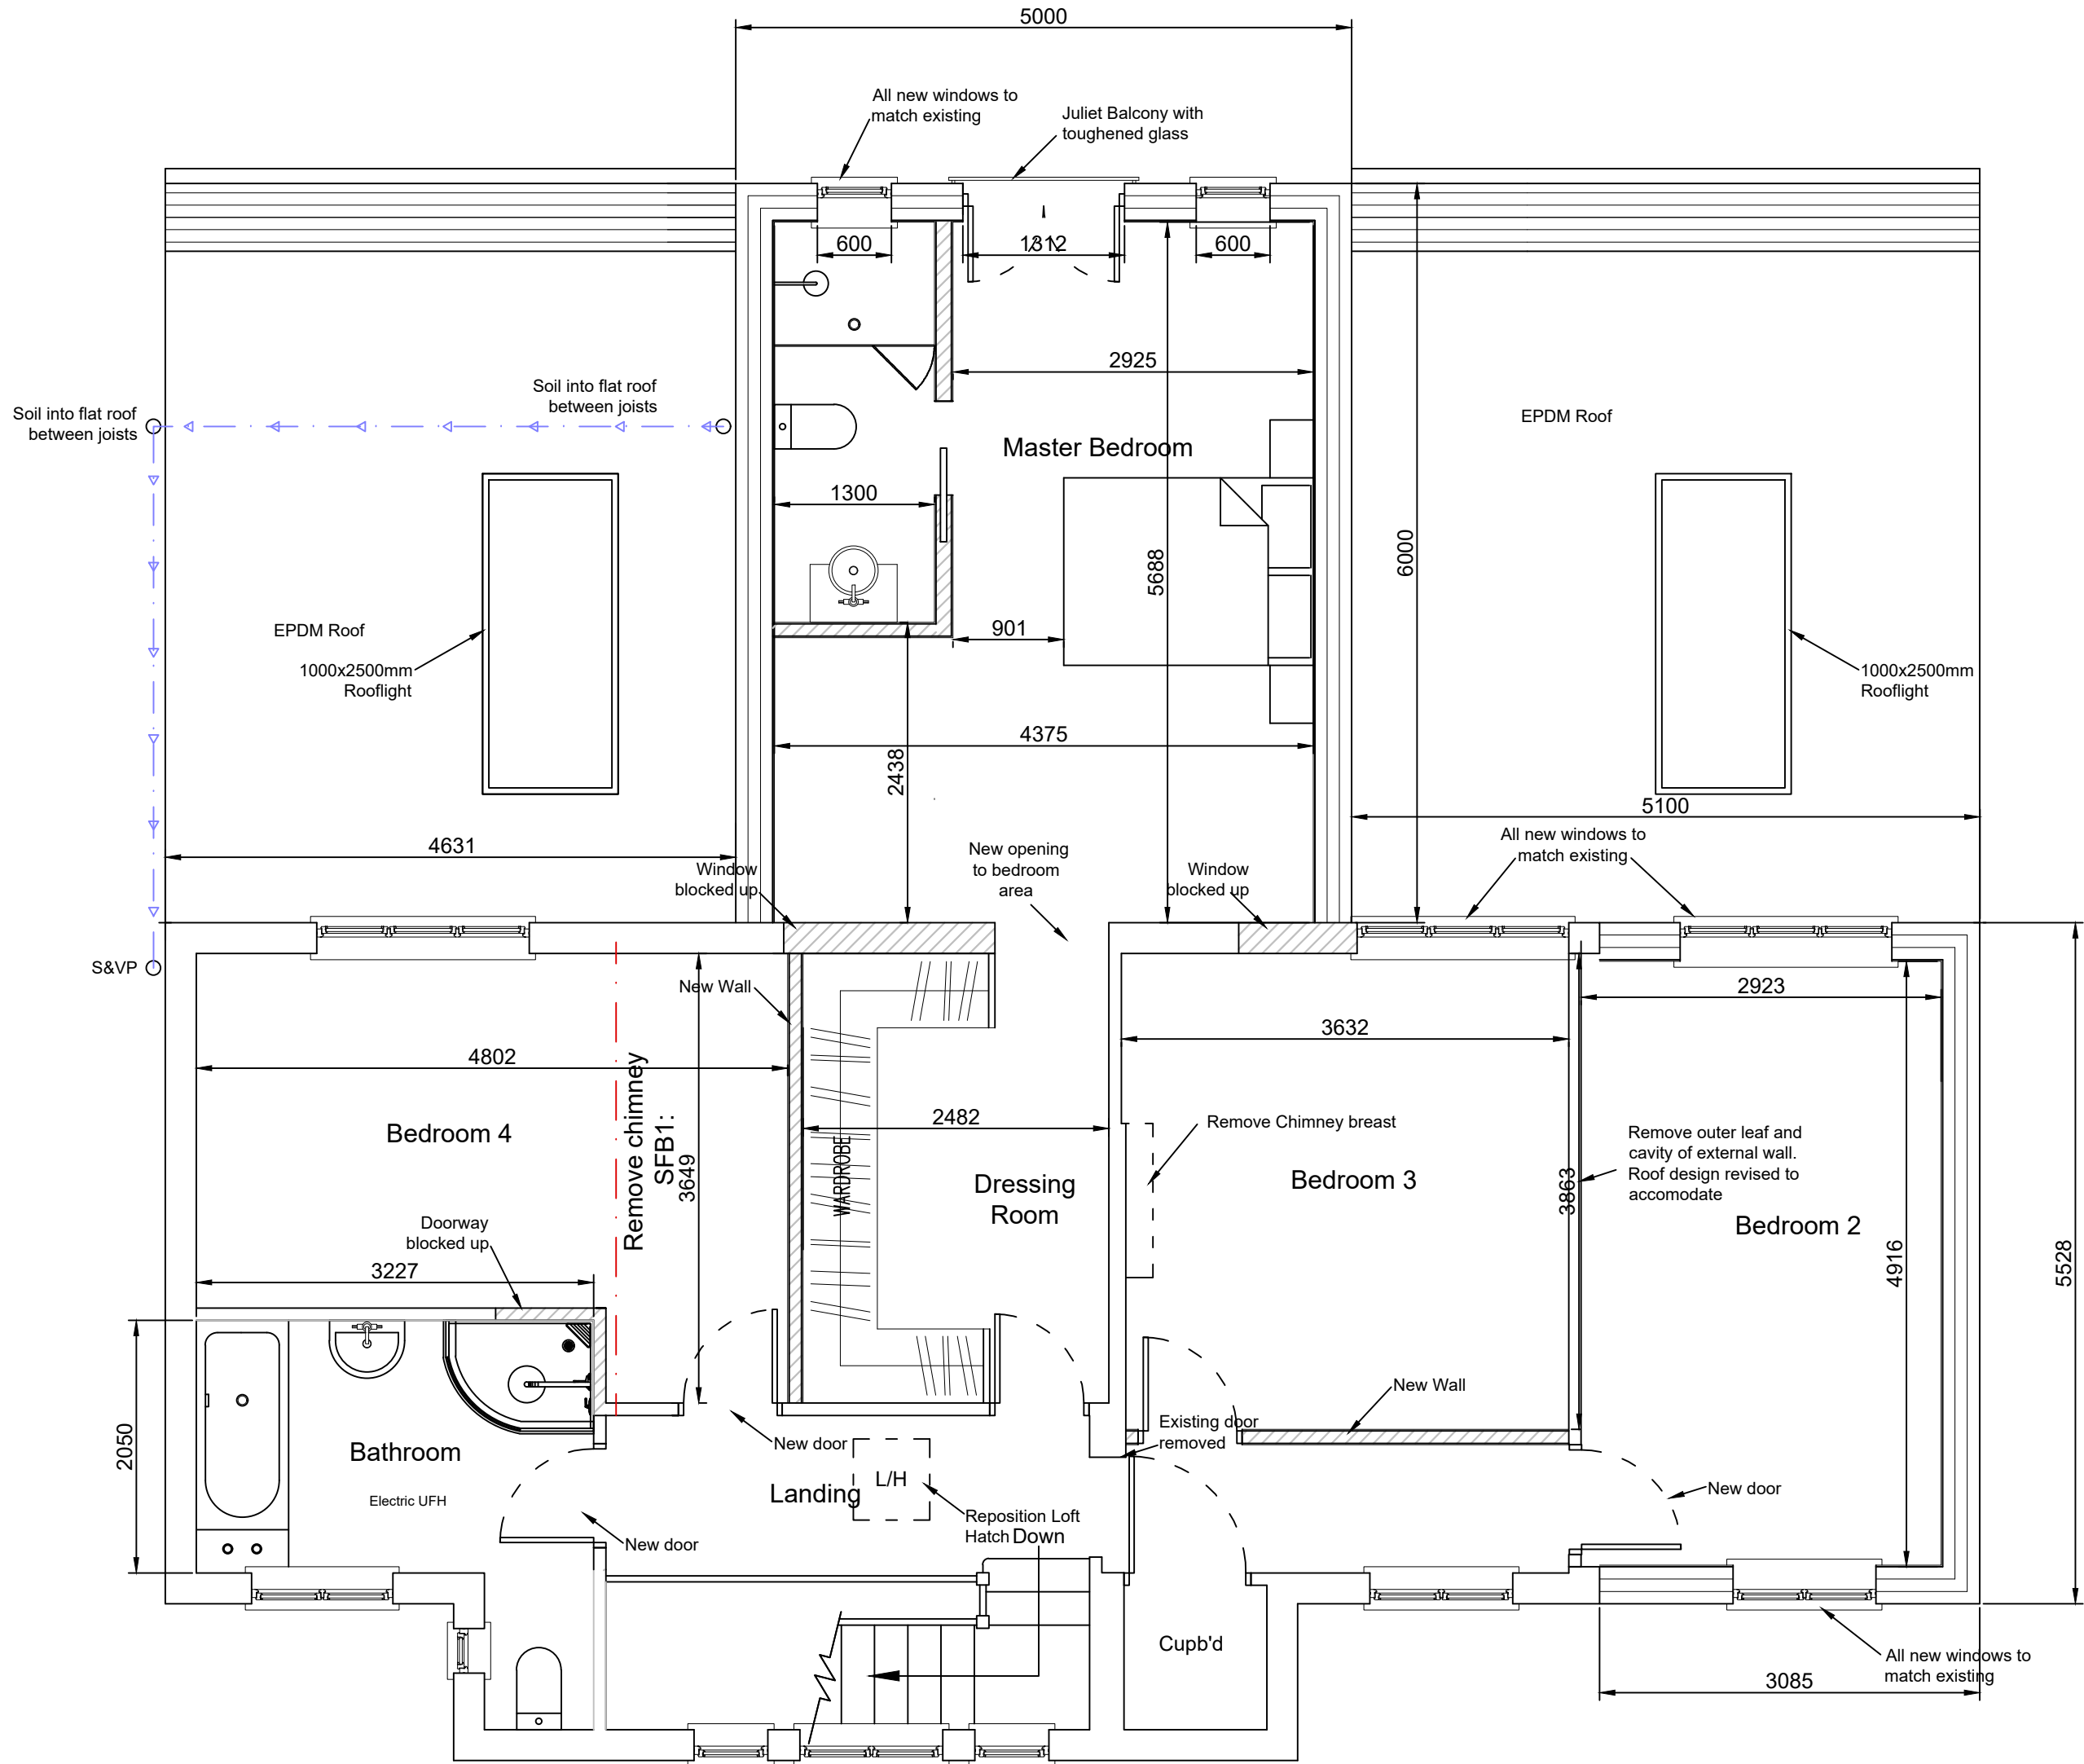 5000
All new windows to
match existing
Juliet Balcony with
toughened glass
600
1312
600
2925
Soil into flat roof
between joists
Soil into flat roof
between joists
EPDM Roof
Master Bedroom
1300
5688
6000
901
EPDM Roof
1000x2500mm
Rooflight
1000x2500mm
Rooflight
4375
2438
5100
4631
All new windows to
match existing
Window
blocked up
New opening
to bedroom
area
Window
blocked up
S&VP
New Wall
2923
3632
4802
Remove chimney
SFB1:
3649
Bedroom 4
2482
WARDROBE
Remove Chimney breast
Dressing
Room
Bedroom 3
3863
Remove outer leaf and
cavity of external wall.
Roof design revised to
accomodate
Bedroom 2
4916
5528
Doorway
blocked up
3227
New Wall
2050
Bathroom
Electric UFH
New door
Existing door
removed
Landing
L/H
New door
Reposition Loft
Hatch
Down
New door
Cupb'd
All new windows to
match existing
3085